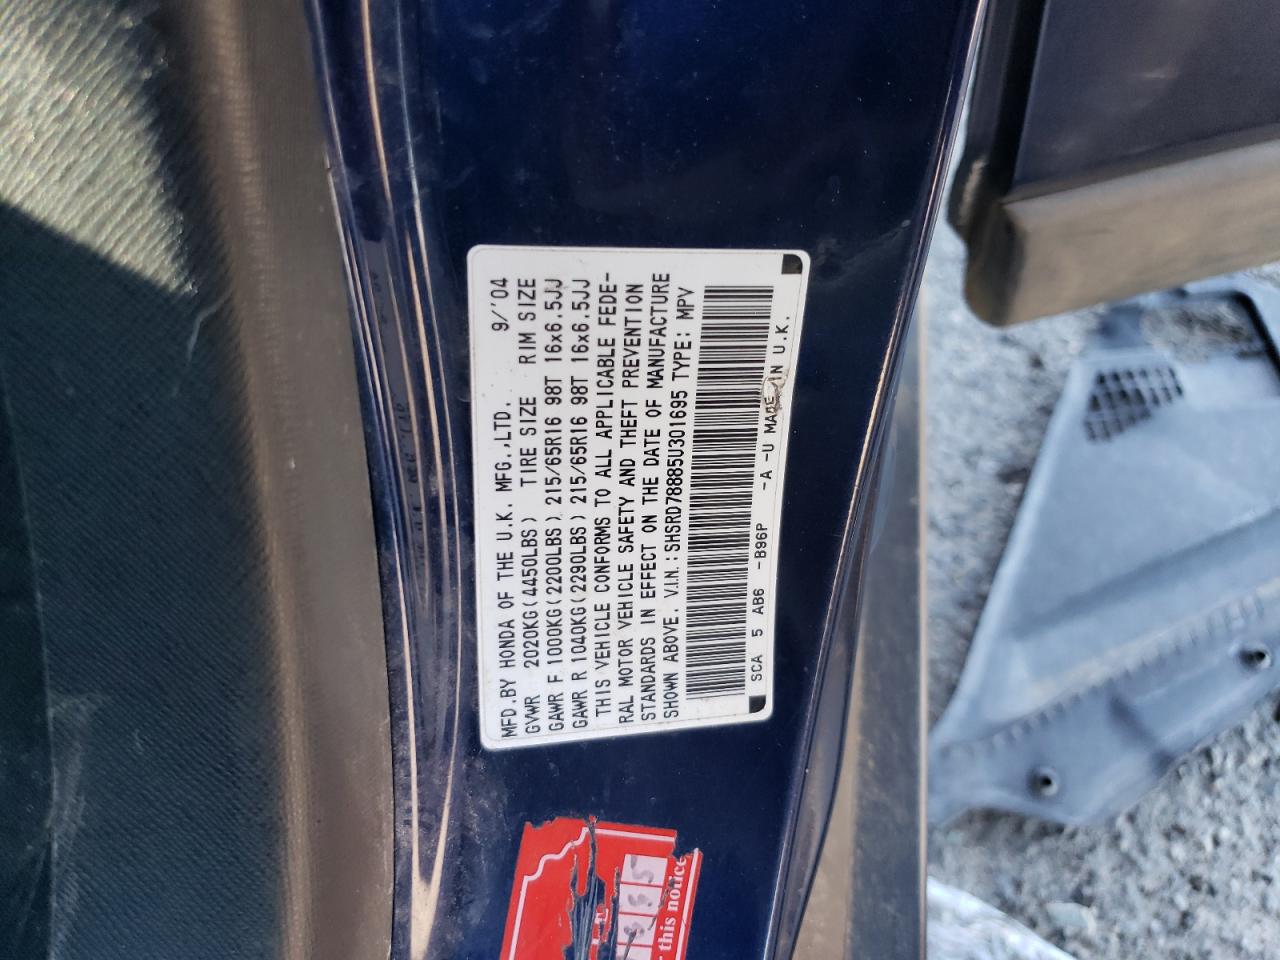 MFD.BY HONDA OF THE U.K. MFG.,LTD. 9/'04
GVWR 2020KG(4450LBS) TIRE SIZE RIM SIZE
GAWR F 1000KG(2200LBS) 215/65R16 98T 16x6.5JJ
GAWR R 1040KG(2290LBS) 215/65R16 98T 16x6.5JJ
THIS VEHICLE CONFORMS TO ALL APPLICABLE FEDE-
RAL MOTOR VEHICLE SAFETY AND THEFT PREVENTION
STANDARDS IN EFFECT ON THE DATE OF MANUFACTURE
SHOWN ABOVE. V.I.N.:SHSRD78885U301695 TYPE: MPV
SCA 5 AB6 -B96P -A -U MADE IN U.K.
this notice